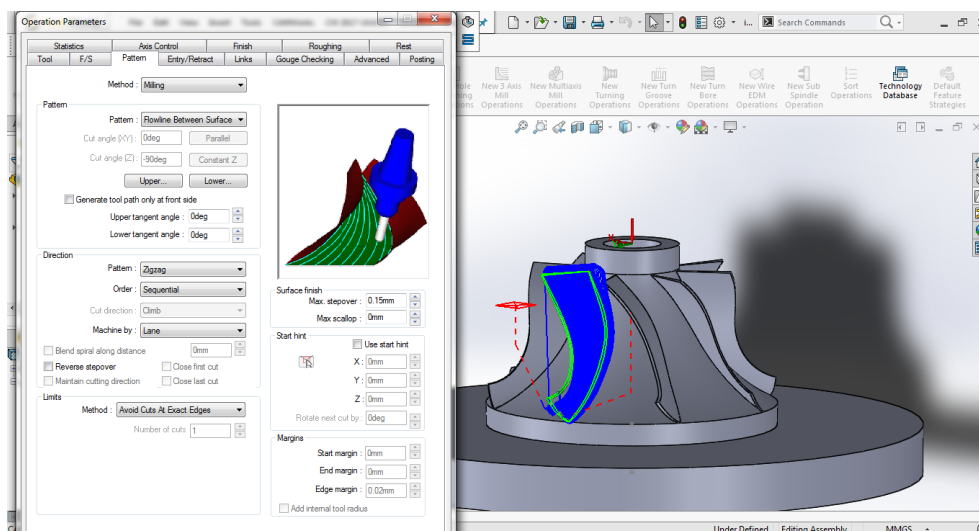 Operation Parameters
Search Commands
Statistics Axis Control Finish Roughing Rest
Tool F/S Pattern Entry/Retract Links Gouge Checking Advanced Posting
Method : Milling
Pattern
Pattern : Flowline Between Surface
Cut angle (XY) : 0deg Parallel
Cut angle (Z) : -90deg Constant Z
Upper... Lower...
Generate tool path only at front side
Upper tangent angle : 0deg
Lower tangent angle : 0deg
Direction
Pattern : Zigzag
Order : Sequential
Cut direction : Climb
Machine by : Lane
Blend spiral along distance 0mm
Reverse stepover Close first cut
Maintain cutting direction Close last cut
Limits
Method : Avoid Cuts At Exact Edges
Number of cuts 1
Surface finish
Max. stepover : 0.15mm
Max scallop : 0mm
Start hint
Use start hint
X : 0mm
Y : 0mm
Z : 0mm
Rotate next cut by : 0deg
Margins
Start margin : 0mm
End margin : 0mm
Edge margin : 0.02mm
Add internal tool radius
i...
New 3 Axis Mill Operations
New Multiaxis Mill Operations
New Turning Operations
New Turn Groove Operations
New Turn Bore Operations
New Wire EDM Operations
New Sub Spindle Operation
Sort Operations
Technology Database
Default Feature Strategies
Under Defined Editing Assembly MMGS